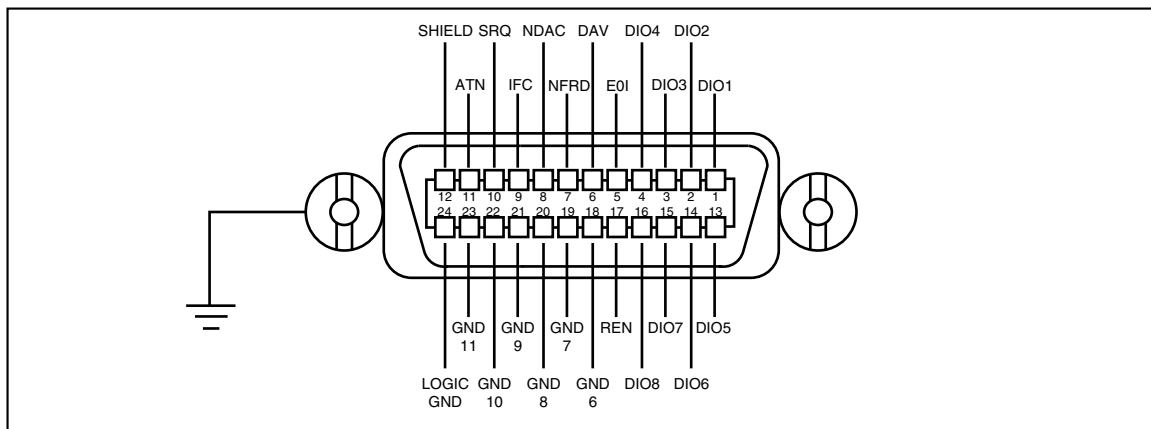 SHIELD SRQ NDAC DAV DIO4 DIO2
ATN IFC NFRD E0I DIO3 DIO1
12 11 10 9 8 7 6 5 4 3 2 1
24 23 22 21 20 19 18 17 16 15 14 13
GND 11 GND 9 GND 7 REN DIO7 DIO5
LOGIC GND GND 10 GND 8 GND 6 DIO8 DIO6